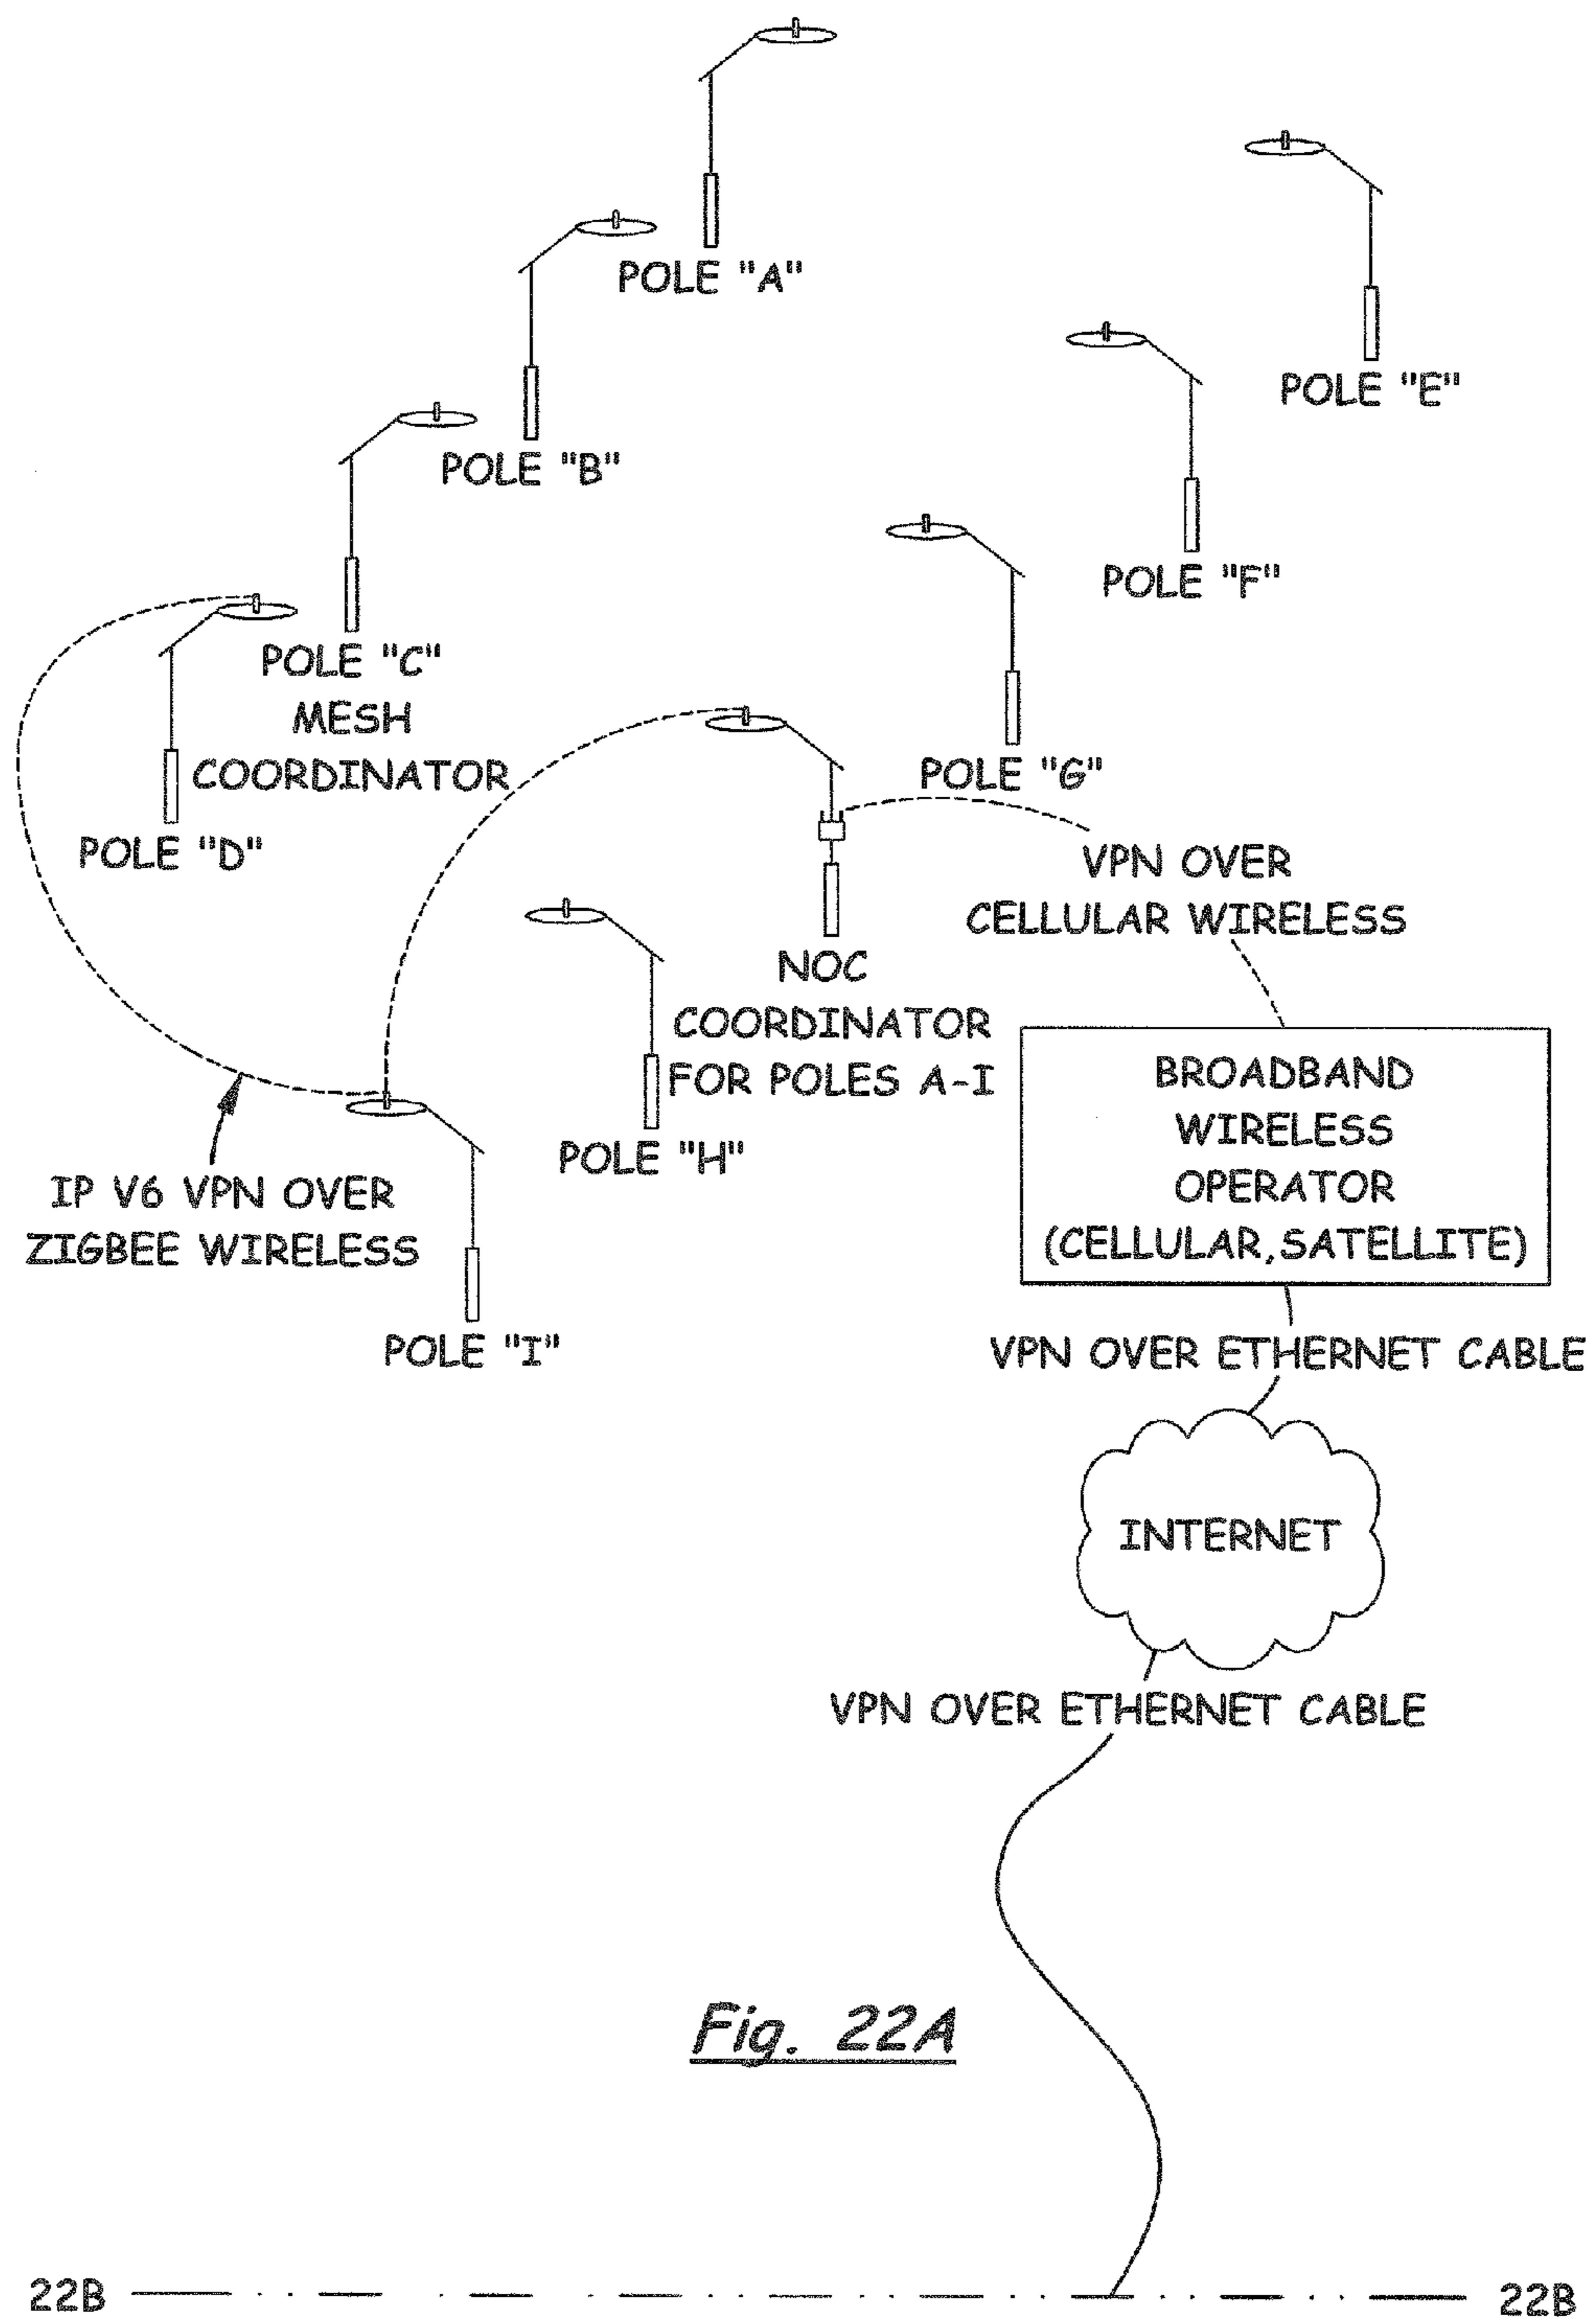 POLE "A"
POLE "E"
POLE "B"
POLE "F"
POLE "C"
MESH
COORDINATOR
POLE "G"
POLE "D"
VPN OVER
CELLULAR WIRELESS
NOC
COORDINATOR
FOR POLES A-I
POLE "H"
BROADBAND
WIRELESS
OPERATOR
(CELLULAR,SATELLITE)
IP V6 VPN OVER
ZIGBEE WIRELESS
POLE "I"
VPN OVER ETHERNET CABLE
INTERNET
VPN OVER ETHERNET CABLE
Fig. 22A
22B 22B